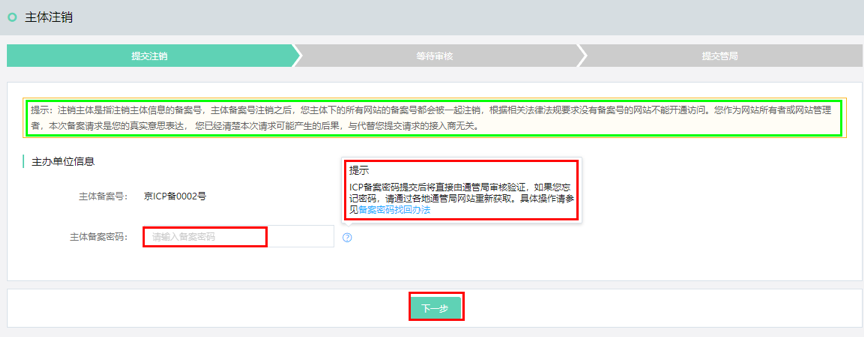 主体注销
提交注销
等待审核
提交管局
提示：注销主体是指注销主体信息的备案号，主体备案号注销之后，您主体下的所有网站的备案号都会被一起注销，根据相关法律法规要求没有备案号的网站不能开通访问。您作为网站所有者或网站管理
者，本次备案请求是您的真实意思表达， 您已经清楚本次请求可能产生的后果，与代替您提交请求的接入商无关。
主办单位信息
提示
ICP备案密码提交后将直接由通管局审核验证，如果您忘
记密码，请通过各地通管局网站重新获取。具体操作请参
见备案密码找回办法
主体备案号： 京ICP备0002号
主体备案密码： 请输入备案密码 ?
下一步